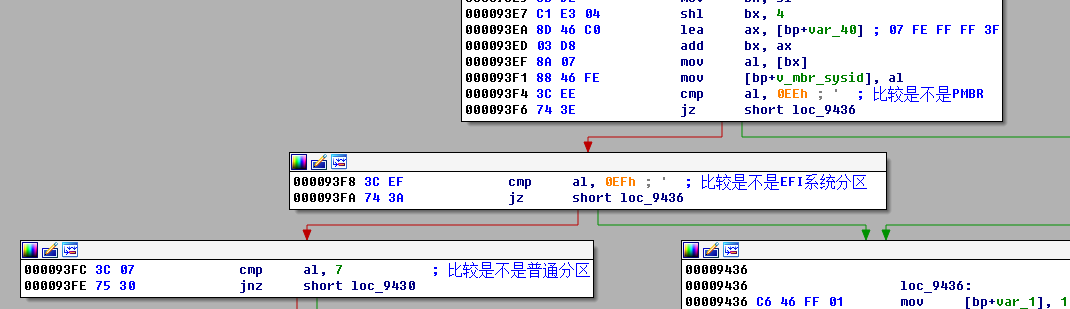 000093E7 C1 E3 04 shl bx, 4
000093EA 8D 46 C0 lea ax, [bp+var_40] ; 07 FE FF FF 3F
000093ED 03 D8 add bx, ax
000093EF 8A 07 mov al, [bx]
000093F1 88 46 FE mov [bp+v_mbr_sysid], al
000093F4 3C EE cmp al, 0EEh ; ' ; 比较是不是PMBR
000093F6 74 3E jz short loc_9436
000093F8 3C EF cmp al, 0EFh ; ' ; 比较是不是EFI系统分区
000093FA 74 3A jz short loc_9436
000093FC 3C 07 cmp al, 7 ; 比较是不是普通分区
000093FE 75 30 jnz short loc_9430
00009436
00009436 loc_9436:
00009436 C6 46 FF 01 mov [bp+var_1], 1